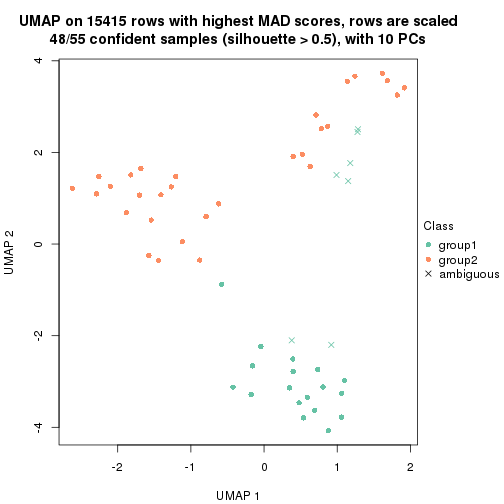 UMAP on 15415 rows with highest MAD scores, rows are scaled
48/55 confident samples (silhouette > 0.5), with 10 PCs
4
2
0
-2
-4
UMAP 2
Class
group1
group2
ambiguous
-2
-1
0
1
2
UMAP 1